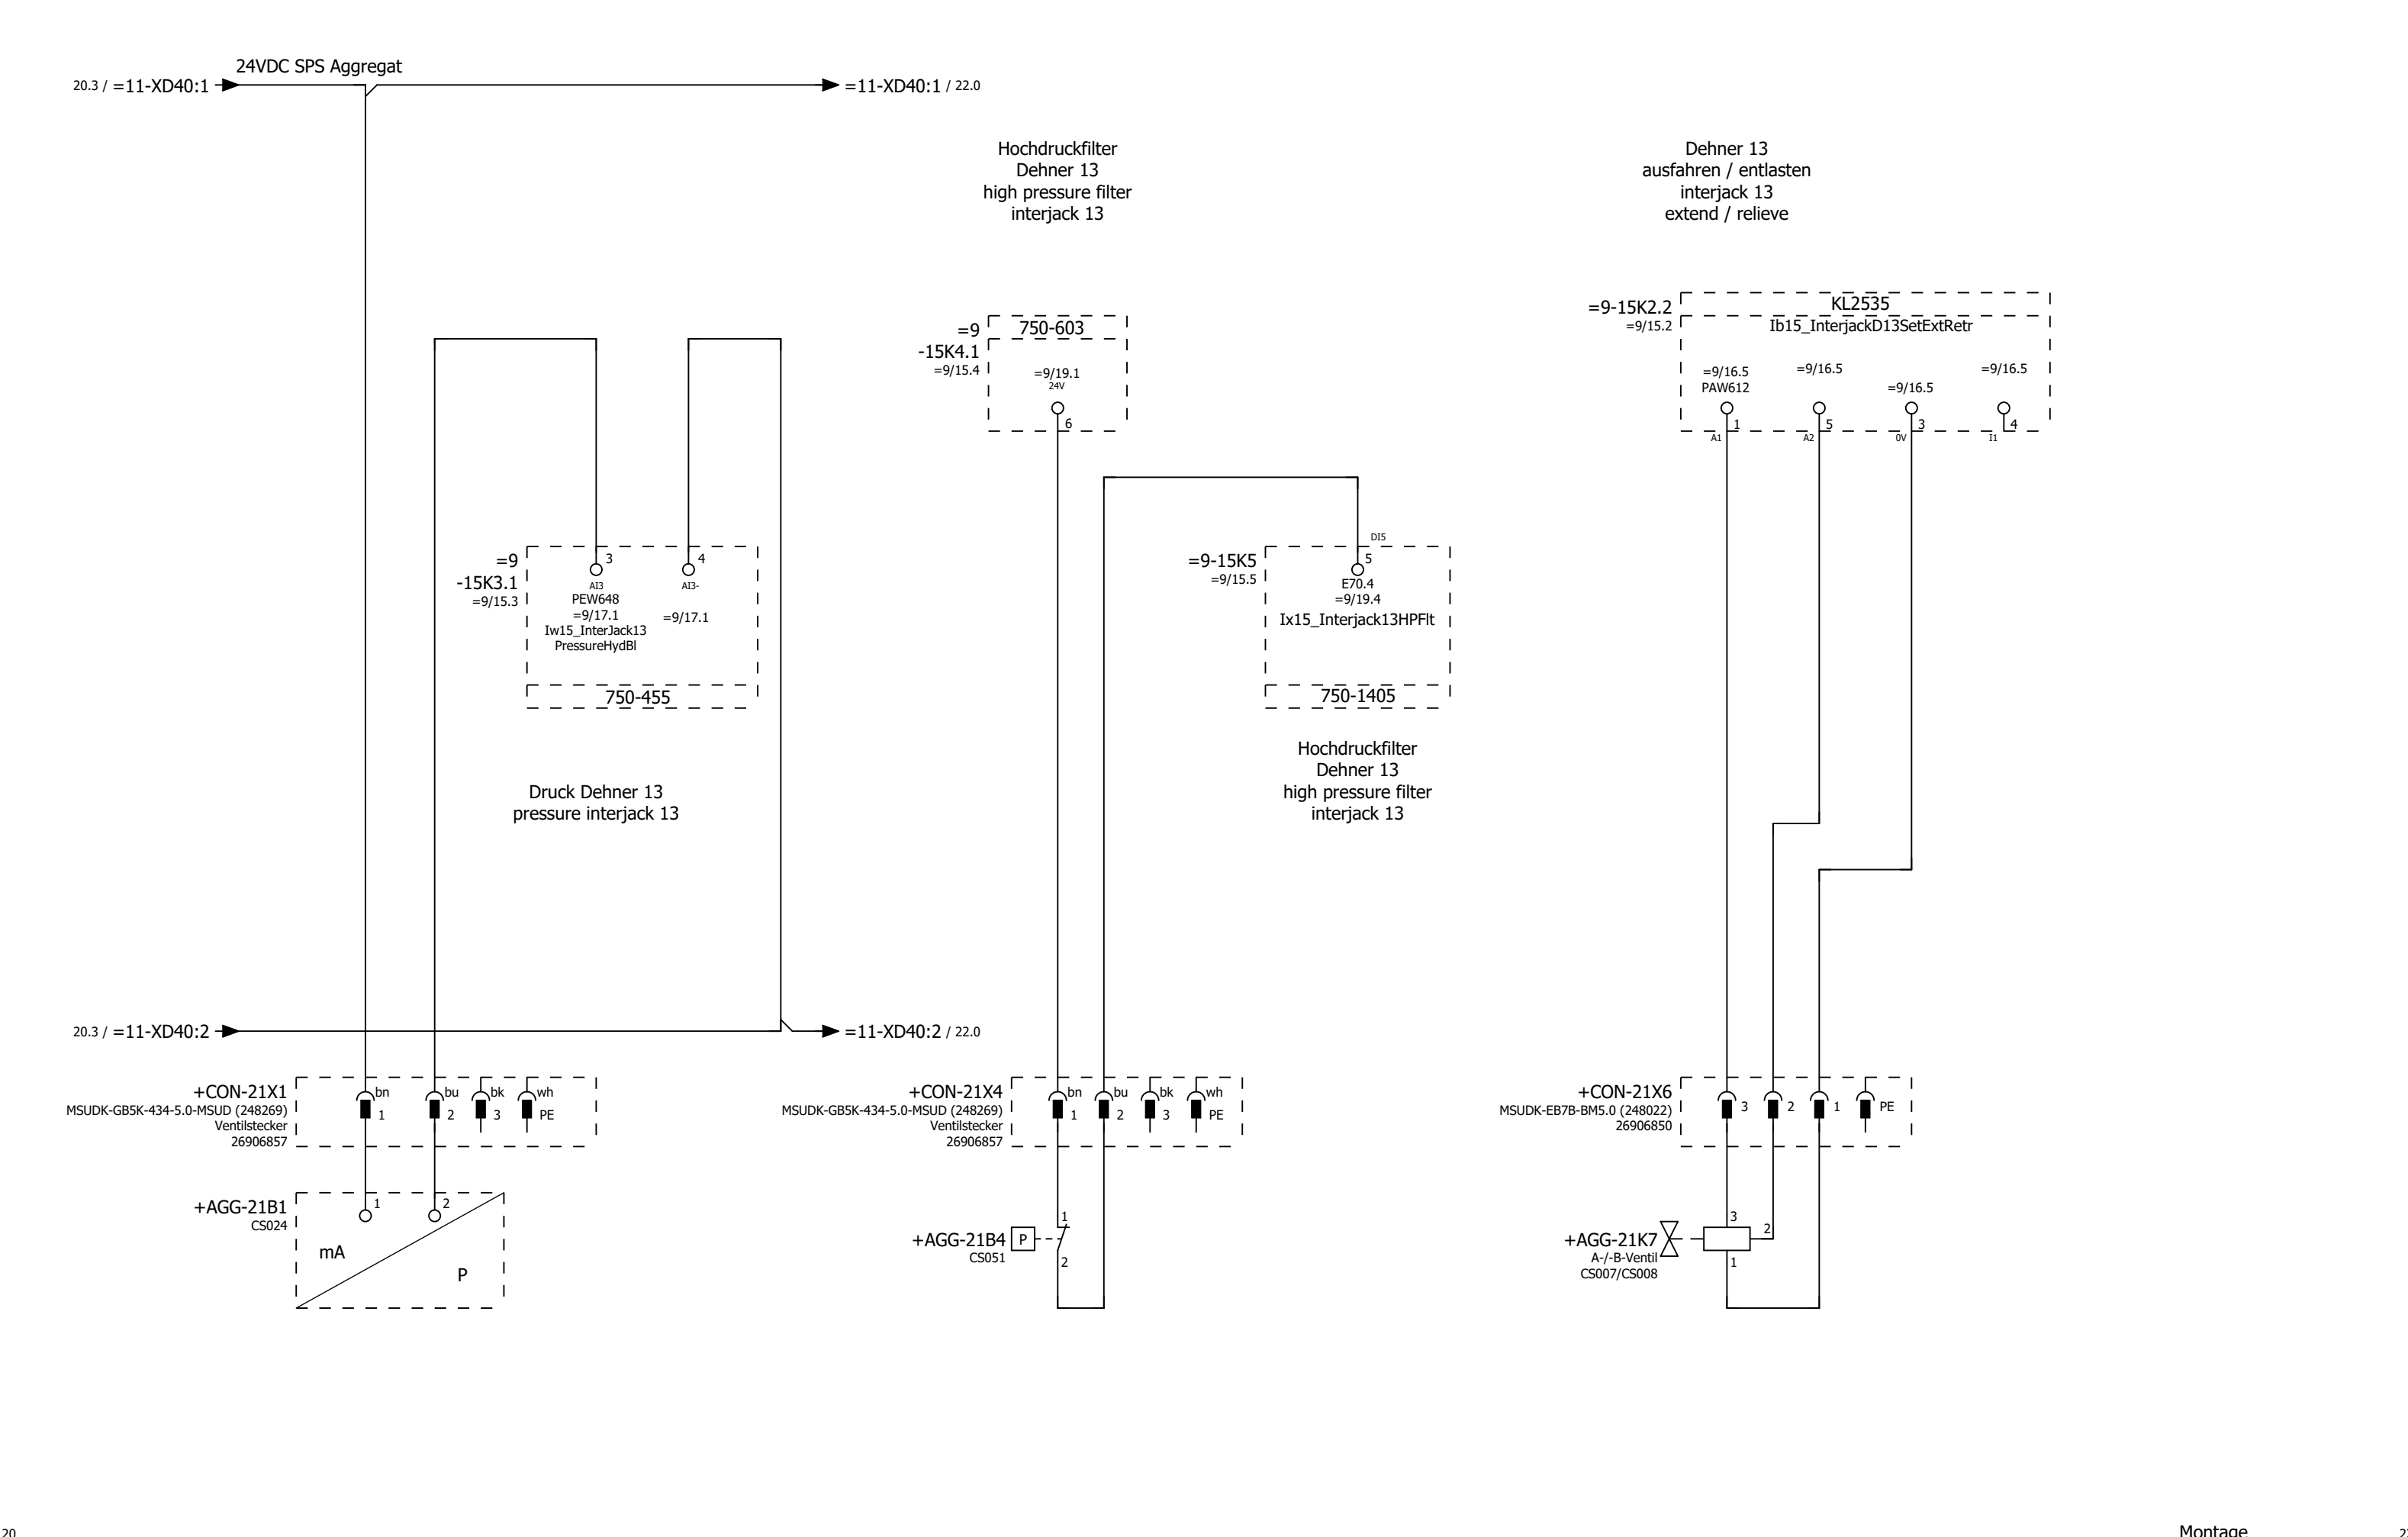 24VDC SPS Aggregat
20.3 / =11-XD40:1
=11-XD40:1 / 22.0
Hochdruckfilter
Dehner 13
high pressure filter
interjack 13
Dehner 13
ausfahren / entlasten
interjack 13
extend / relieve
=9
-15K4.1
=9/15.4
750-603
=9/19.1
24V
6
=9-15K2.2
=9/15.2
KL2535
Ib15_InterjackD13SetExtRetr
=9/16.5
PAW612
=9/16.5
=9/16.5
=9/16.5
1
5
3
4
A1
A2
0V
I1
=9
-15K3.1
=9/15.3
3
4
AI3
AI3-
PEW648
=9/17.1
=9/17.1
Iw15_InterJack13
PressureHydBl
750-455
=9-15K5
=9/15.5
DI5
5
E70.4
=9/19.4
Ix15_Interjack13HPFlt
750-1405
Druck Dehner 13
pressure interjack 13
Hochdruckfilter
Dehner 13
high pressure filter
interjack 13
20.3 / =11-XD40:2
=11-XD40:2 / 22.0
+CON-21X1
MSUDK-GB5K-434-5.0-MSUD (248269)
Ventilstecker
26906857
bn
bu
bk
wh
1
2
3
PE
+CON-21X4
MSUDK-GB5K-434-5.0-MSUD (248269)
Ventilstecker
26906857
bn
bu
bk
wh
1
2
3
PE
+CON-21X6
MSUDK-EB7B-BM5.0 (248022)
26906850
3
2
1
PE
+AGG-21B1
CS024
1
2
mA
P
+AGG-21B4
CS051
P
1
2
+AGG-21K7
A-/-B-Ventil
CS007/CS008
3
2
1
20
Montage